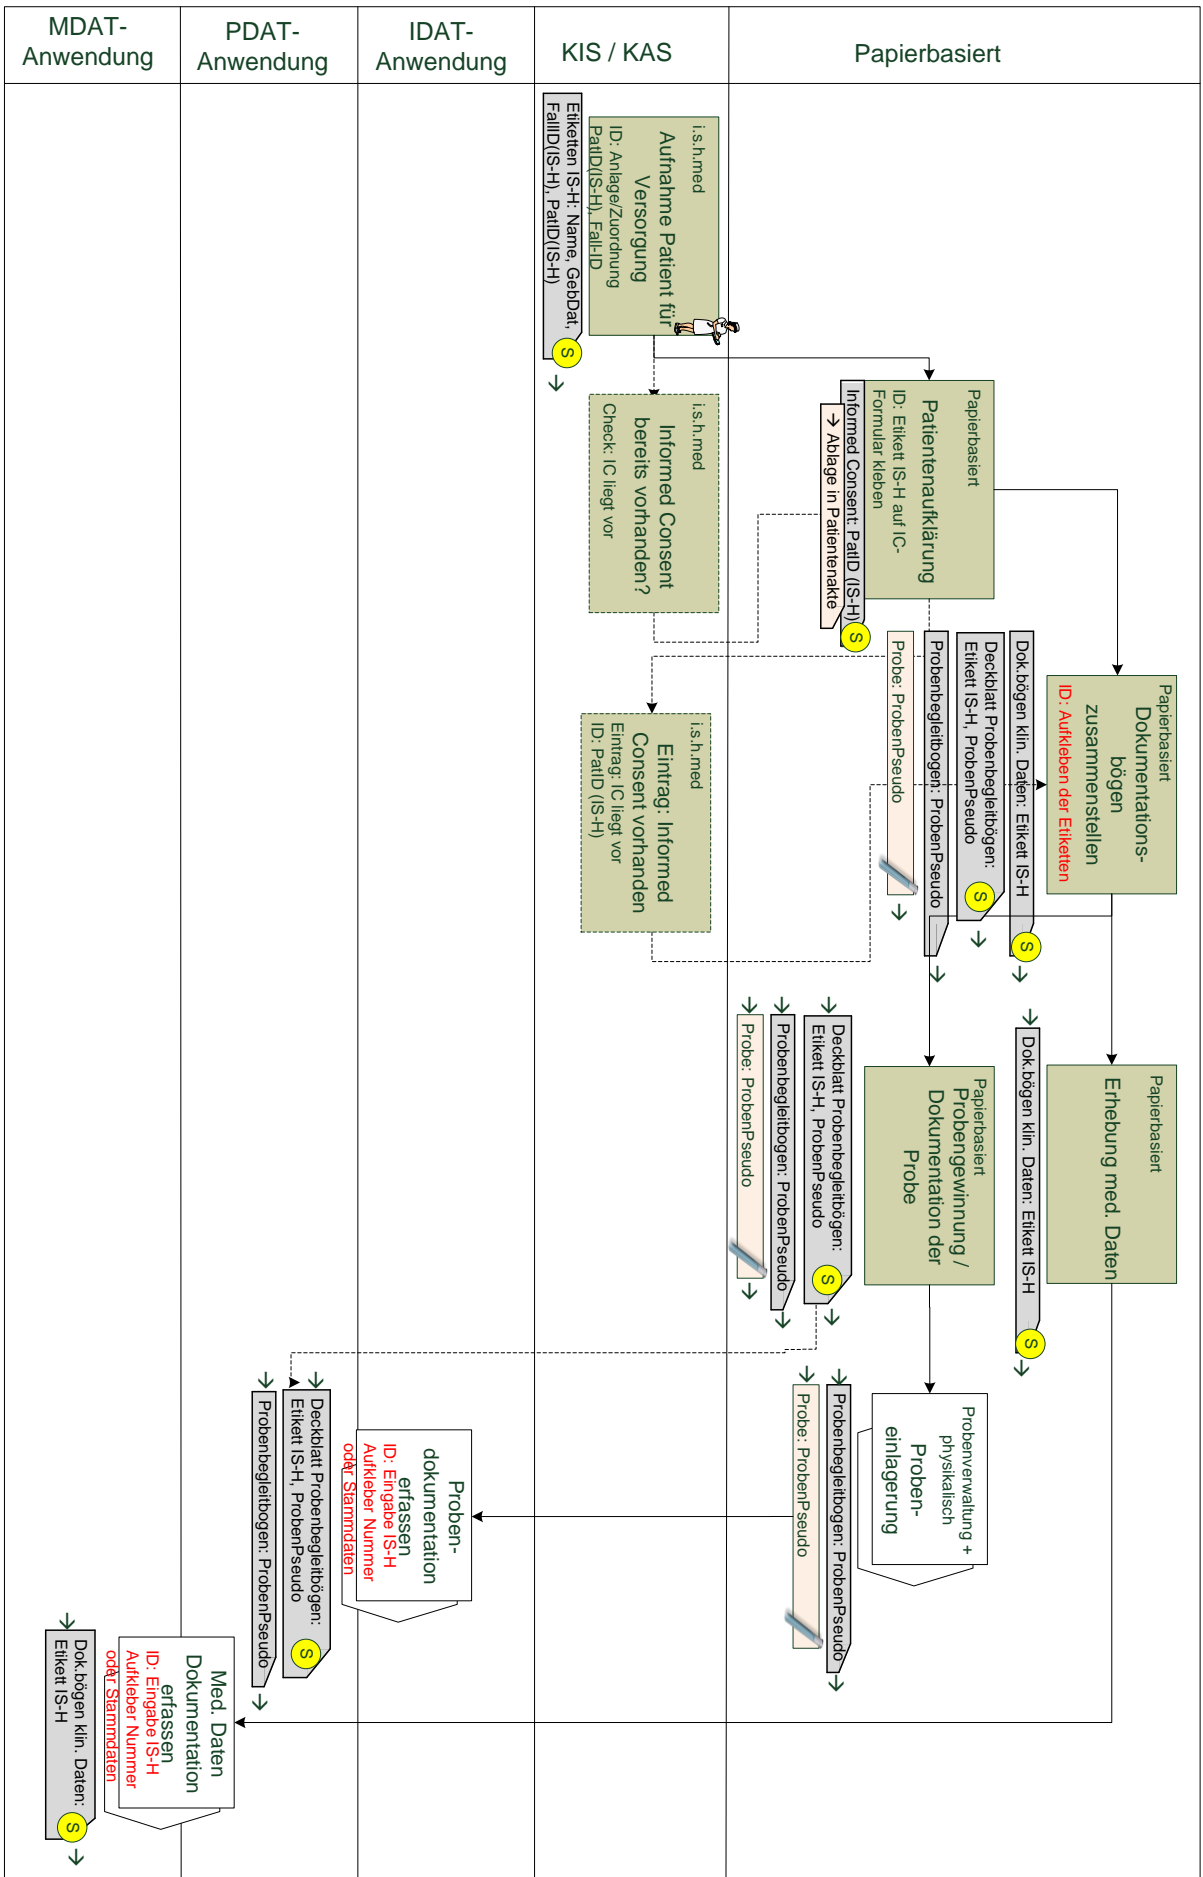 MDAT-
Anwendung
PDAT-
Anwendung
IDAT-
Anwendung
KIS / KAS
Papierbasiert
i.s.h.med
Aufnahme Patient für
Versorgung
ID: Anlage/Zuordnung
PatID(IS-H), Fall-ID
Etiketten IS-H: Name, GebDat,
FallID(IS-H), PatID(IS-H)
S
i.s.h.med
Informed Consent
bereits vorhanden?
Check: IC liegt vor
Papierbasiert
Patientenaufklärung
ID: Etikett IS-H auf IC-
Formular kleben
Informed Consent: PatID (IS-H)
S
→ Ablage in Patientenakte
i.s.h.med
Eintrag: Informed
Consent vorhanden
Eintrag: IC liegt vor
ID: PatID (IS-H)
Papierbasiert
Dokumentations-
bögen
zusammenstellen
ID: Aufkleben der Etiketten
Dok.bögen klin. Daten: Etikett IS-H
S
Deckblatt Probenbegleitbögen:
Etikett IS-H, ProbenPseudo
S
Probenbegleitbogen: ProbenPseudo
Probe: ProbenPseudo
Papierbasiert
Erhebung med. Daten
Dok.bögen klin. Daten: Etikett IS-H
S
Papierbasiert
Probengewinnung /
Dokumentation der
Probe
Deckblatt Probenbegleitbögen:
Etikett IS-H, ProbenPseudo
S
Probenbegleitbogen: ProbenPseudo
Probe: ProbenPseudo
Probenverwaltung +
physikalisch
Proben-
einlagerung
Probenbegleitbogen: ProbenPseudo
Probe: ProbenPseudo
Proben-
dokumentation
erfassen
ID: Eingabe IS-H
Aufkleber Nummer
oder Stammdaten
Deckblatt Probenbegleitbögen:
Etikett IS-H, ProbenPseudo
S
Probenbegleitbogen: ProbenPseudo
Med. Daten
Dokumentation
erfassen
ID: Eingabe IS-H
Aufkleber Nummer
oder Stammdaten
Dok.bögen klin. Daten:
Etikett IS-H
S